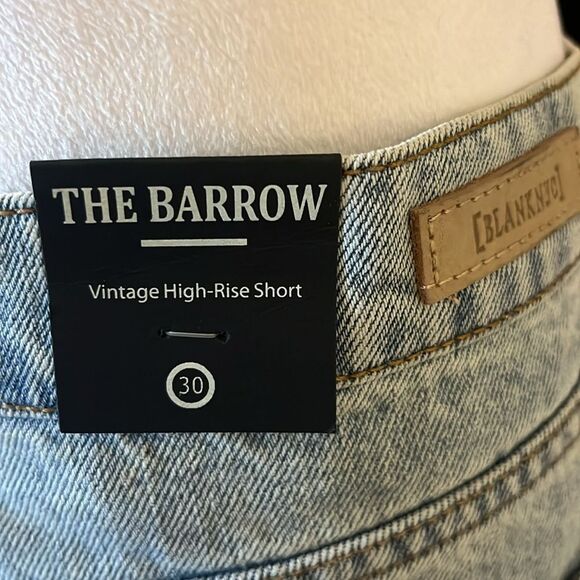 THE BARROW
Vintage High-Rise Short
30
[BLANKNYC]